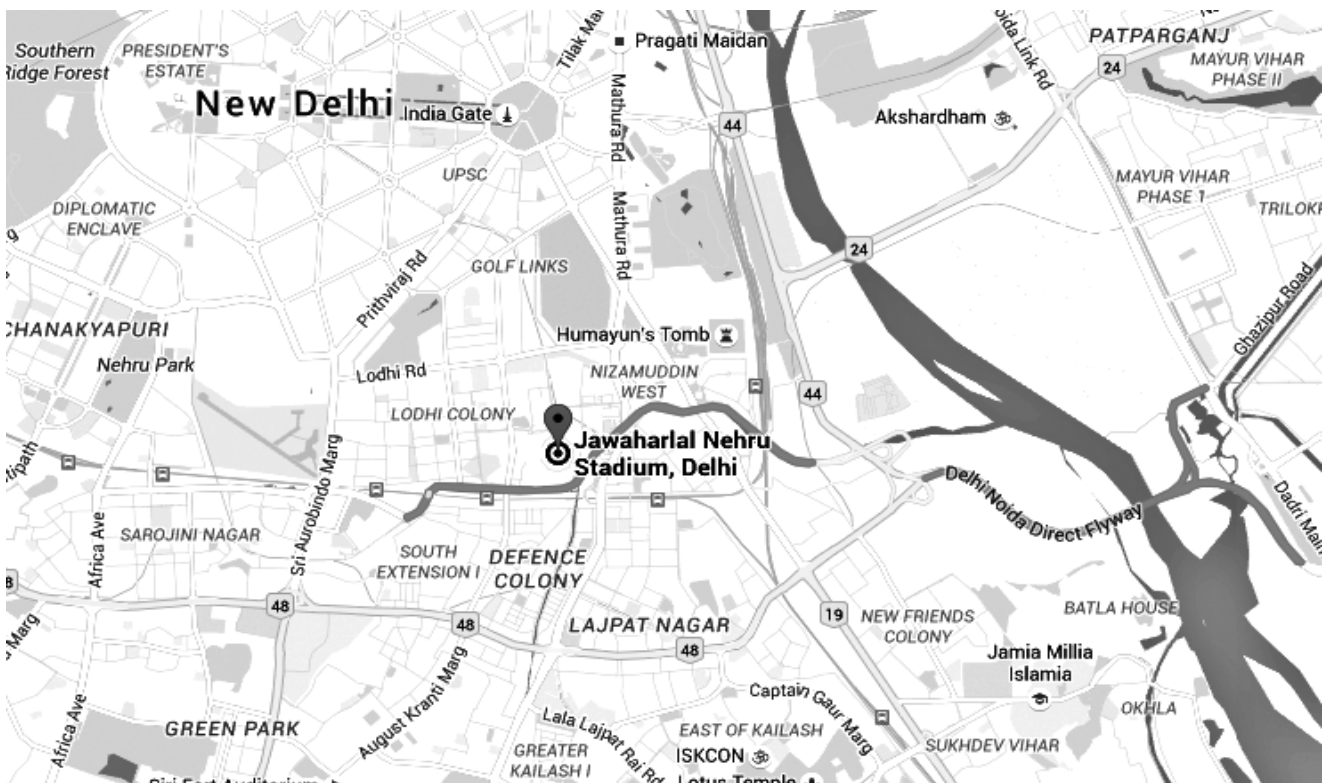 Southern
Ridge Forest
PRESIDENT'S
ESTATE
Tilak Mar
Pragati Maidan
Noida Link Rd
PATPARGANJ
24
MAYUR VIHAR
PHASE II
New Delhi
India Gate
Mathura Rd
44
Akshardham
UPSC
MAYUR VIHAR
PHASE 1
DIPLOMATIC
ENCLAVE
TRILOKP
Mathura Rd
24
GOLF LINKS
Prithviraj Rd
Ghazipur Road
CHANAKYAPURI
Humayun's Tomb
Nehru Park
Lodhi Rd
NIZAMUDDIN
WEST
44
LODHI COLONY
Jawaharlal Nehru
Stadium, Delhi
Sri Aurobindo Marg
Delhi Noida Direct Flyway
Dadri Main
SAROJINI NAGAR
Africa Ave
SOUTH
EXTENSION I
DEFENCE
COLONY
48
48
19
BATLA HOUSE
NEW FRIENDS
COLONY
LAJPAT NAGAR
48
Jamia Millia
Islamia
August Kranti Marg
Captain Gaur Marg
OKHLA
Africa Ave
GREEN PARK
Lala Lajpat Rai Rd
EAST OF KAILASH
SUKHDEV VIHAR
GREATER
KAILASH I
ISKCON
Siri Fort Auditorium
Lotus Temple